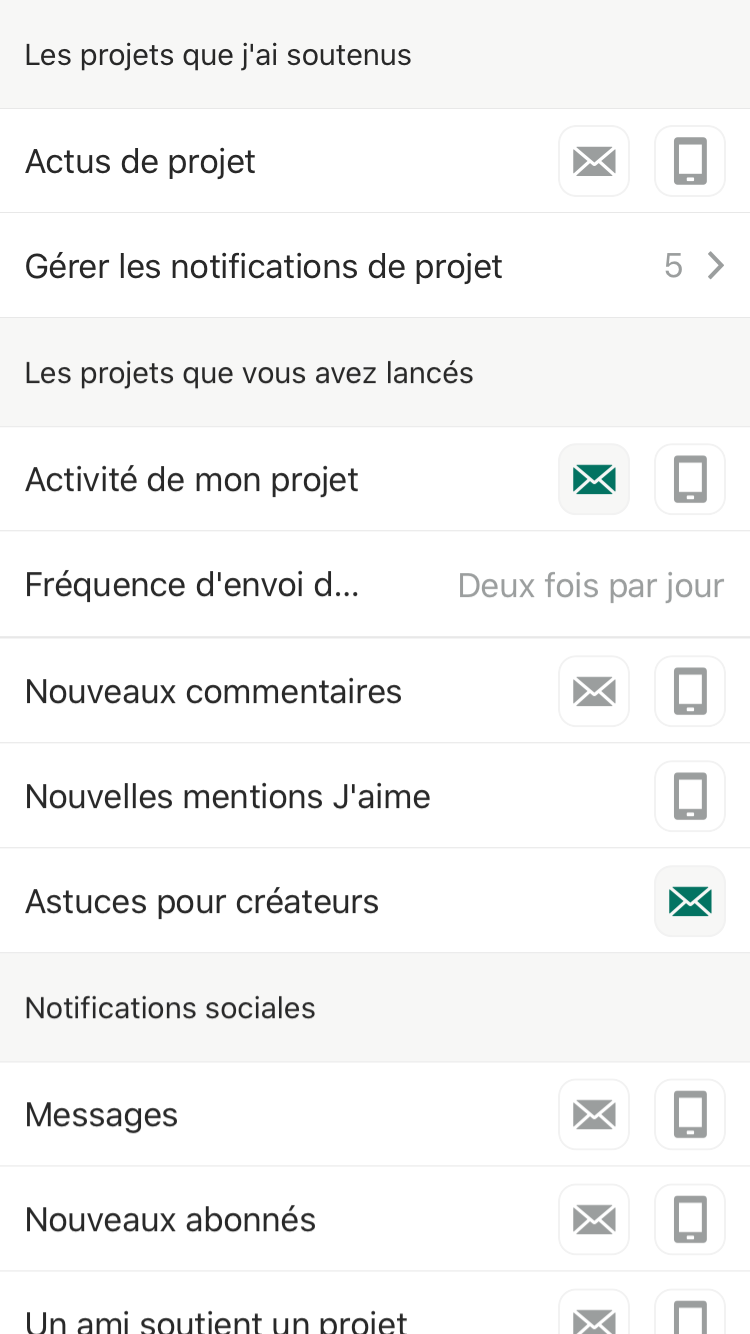 Les projets que j'ai soutenus
Actus de projet
Gérer les notifications de projet 5
Les projets que vous avez lancés
Activité de mon projet
Fréquence d'envoi d... Deux fois par jour
Nouveaux commentaires
Nouvelles mentions J'aime
Astuces pour créateurs
Notifications sociales
Messages
Nouveaux abonnés
Un ami soutient un projet